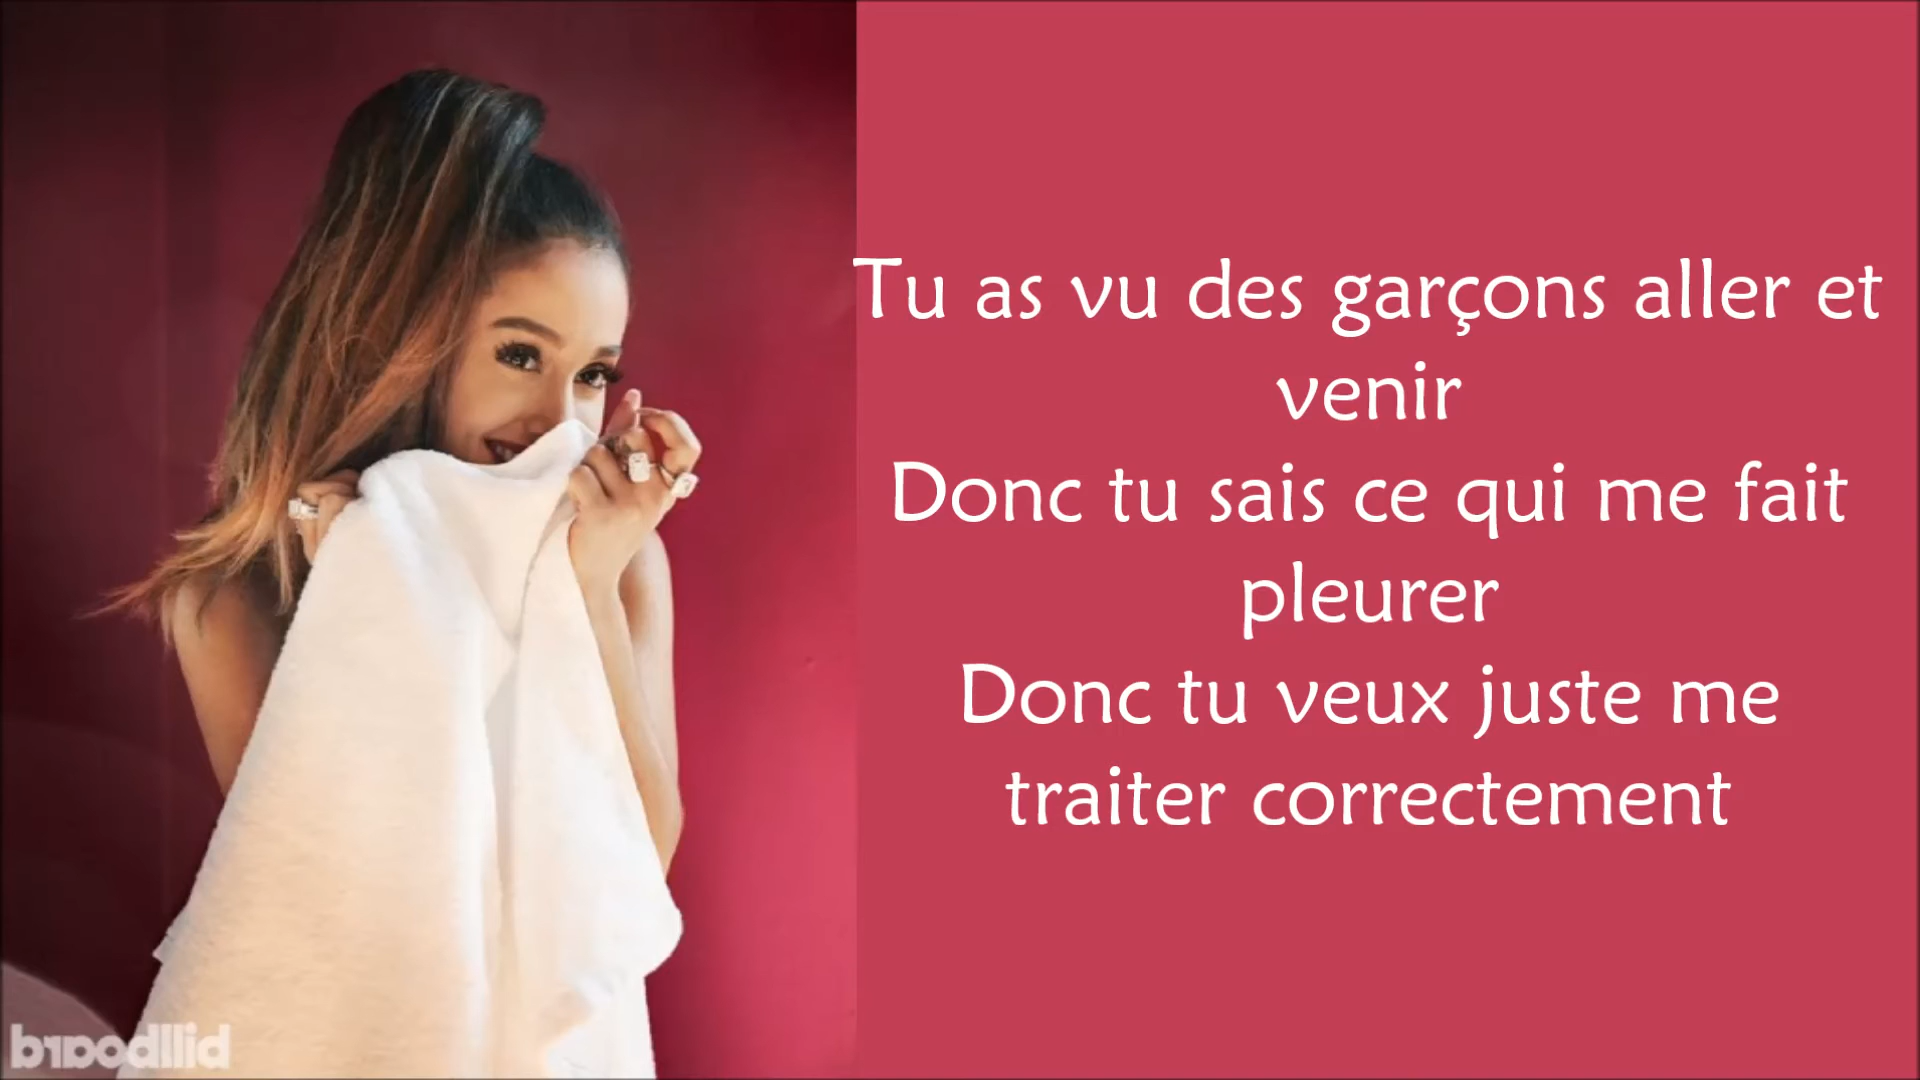 Tu as vu des garçons aller et
venir
Donc tu sais ce qui me fait
pleurer
Donc tu veux juste me
traiter correctement
billboard